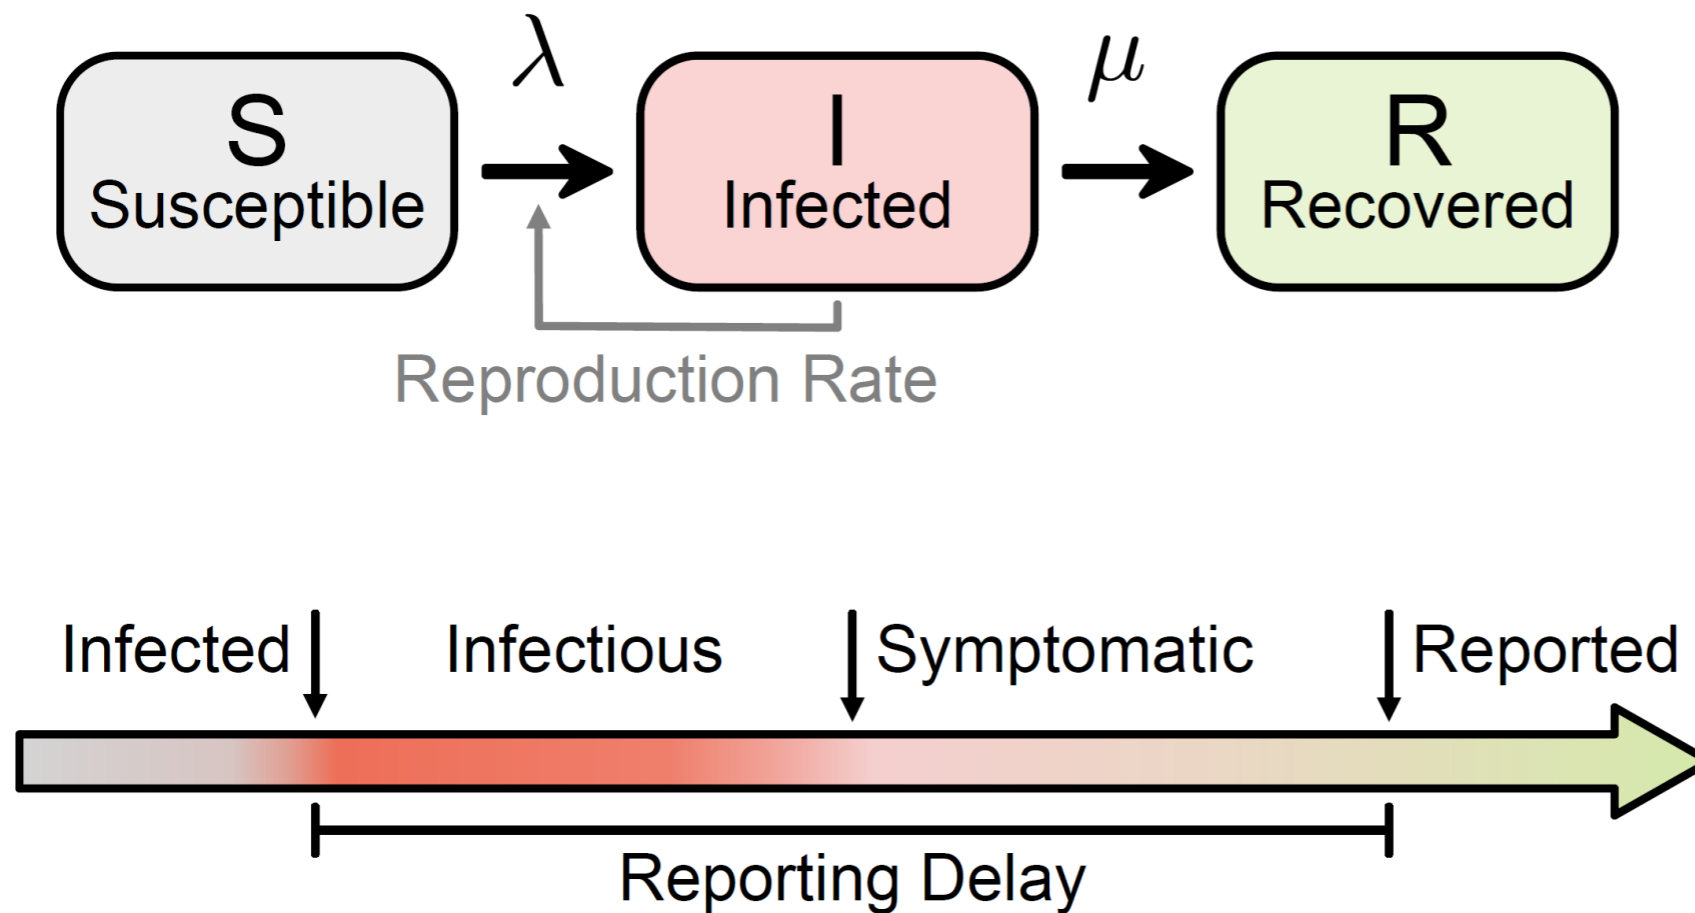 λ
μ
S
Susceptible
I
Infected
R
Recovered
Reproduction Rate
Infected
Infectious
Symptomatic
Reported
Reporting Delay